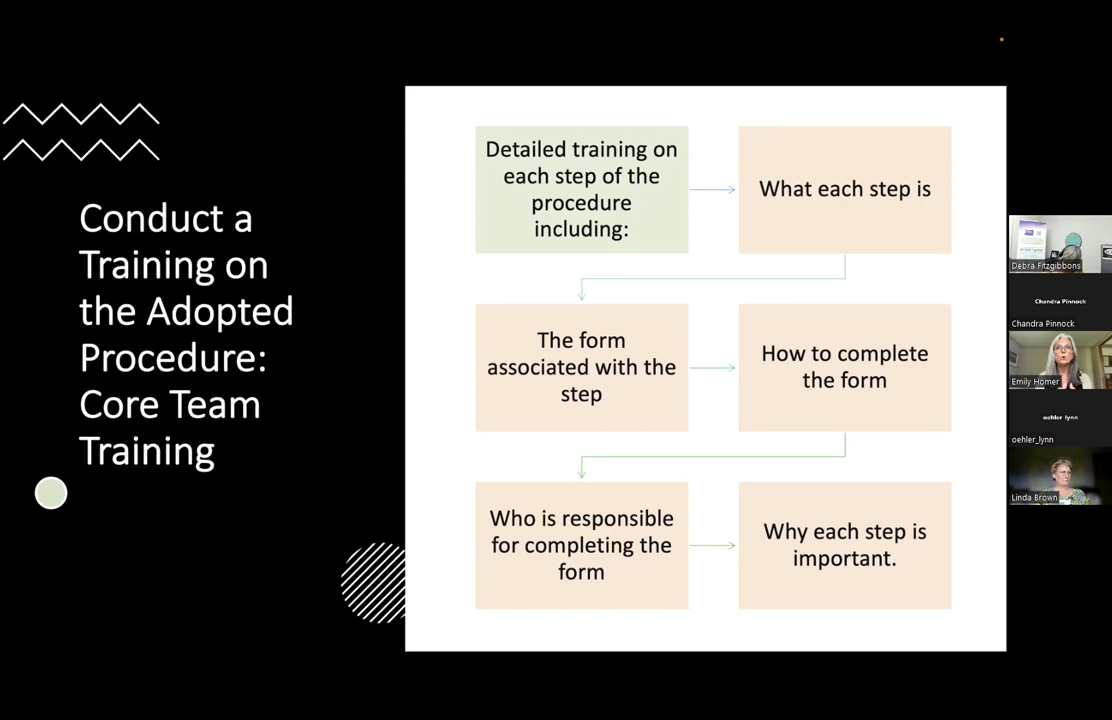 Conduct a
Training on
the Adopted
Procedure:
Core Team
Training
Detailed training on
each step of the
procedure
including:
What each step is
The form
associated with the
step
How to complete
the form
Who is responsible
for completing the
form
Why each step is
important.
Debra Fitzgibbons
Chandra Pinnock
Chandra Pinnock
Emily Homer
oehler_lynn
oehler_lynn
Linda Brown